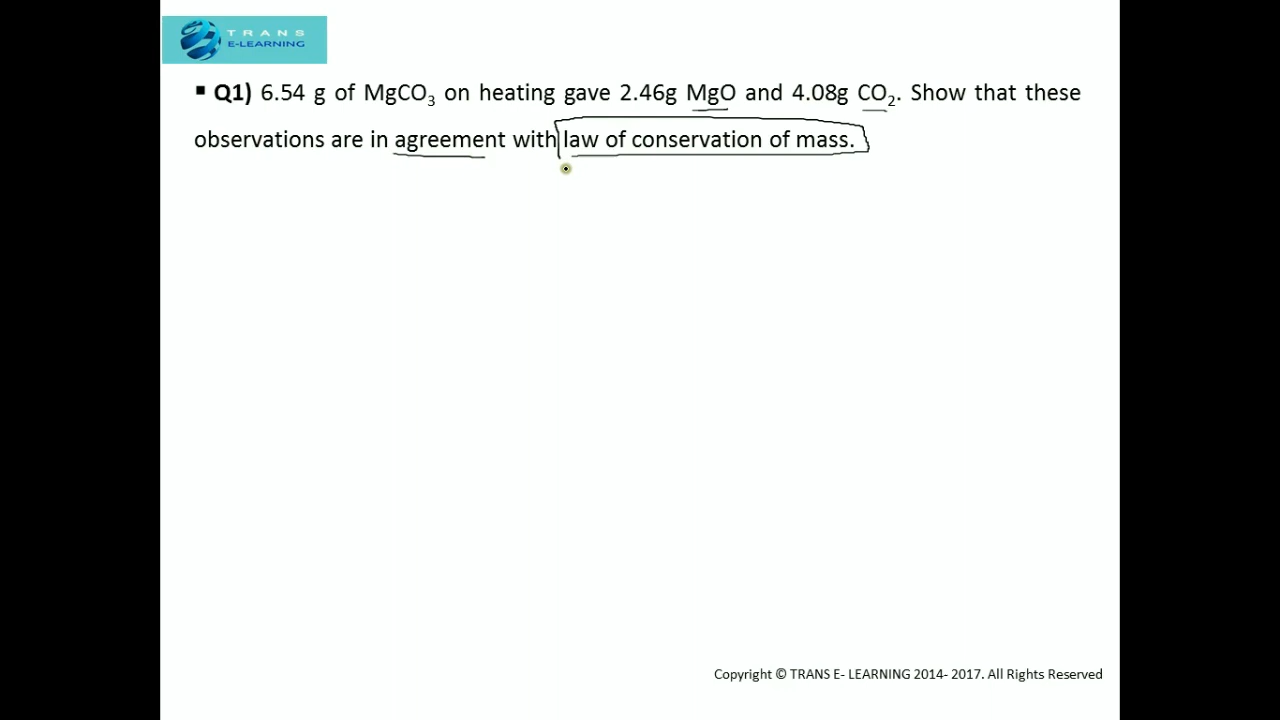 TRANS
E-LEARNING
▪ Q1) 6.54 g of MgCO₃ on heating gave 2.46g MgO and 4.08g CO₂. Show that these
observations are in agreement with law of conservation of mass.
Copyright © TRANS E- LEARNING 2014- 2017. All Rights Reserved